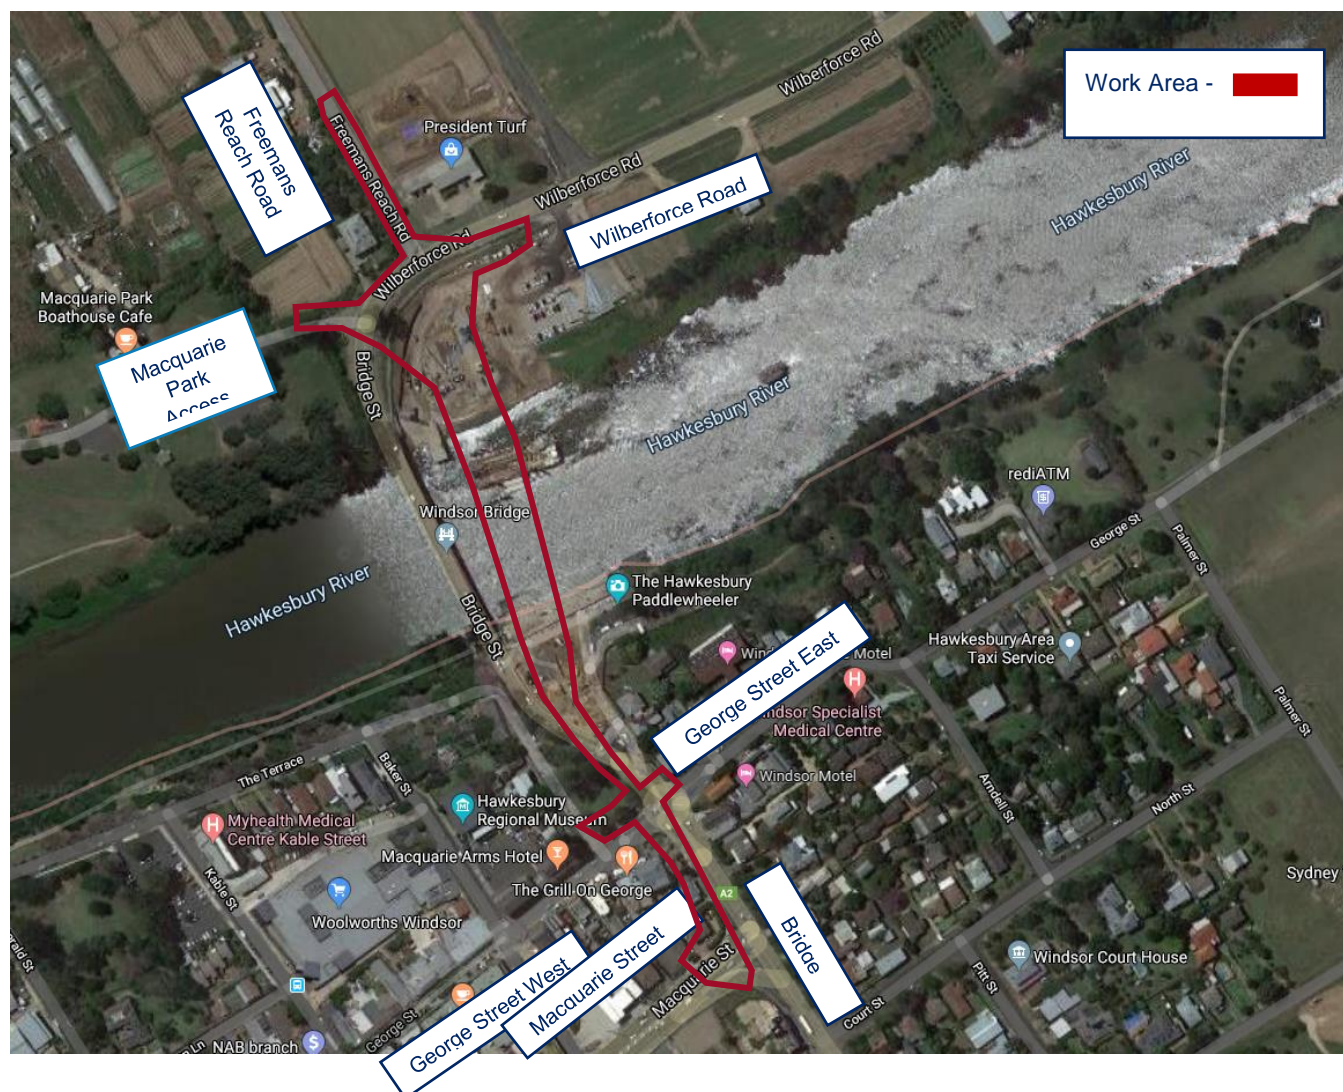 Work Area -
Wilberforce Rd
Freemans
Reach Road
President Turf
Freemans Reach Rd
Wilberforce Rd
Hawkesbury River
Wilberforce Road
Wilberforce Rd
Macquarie Park
Boathouse Cafe
Macquarie
Park
Access
Bridge St
Hawkesbury River
rediATM
George St
Palmer St
Windsor Bridge
Hawkesbury River
The Hawkesbury
Paddlewheeler
Bridge St
George Street East
Motel
Hawkesbury Area
Taxi Service
Specialist
Medical Centre
Palmer St
The Terrace
Baker St
Windsor Motel
Arndell St
North St
Hawkesbury
Regional Museum
Myhealth Medical
Centre Kable Street
Macquarie Arms Hotel
The Grill On George
Kable St
Woolworths Windsor
A2
Bridge
Sydney
Macquarie Street
George Street West
Macquarie St
Windsor Court House
Pitt St
Court St
George St
NAB branch